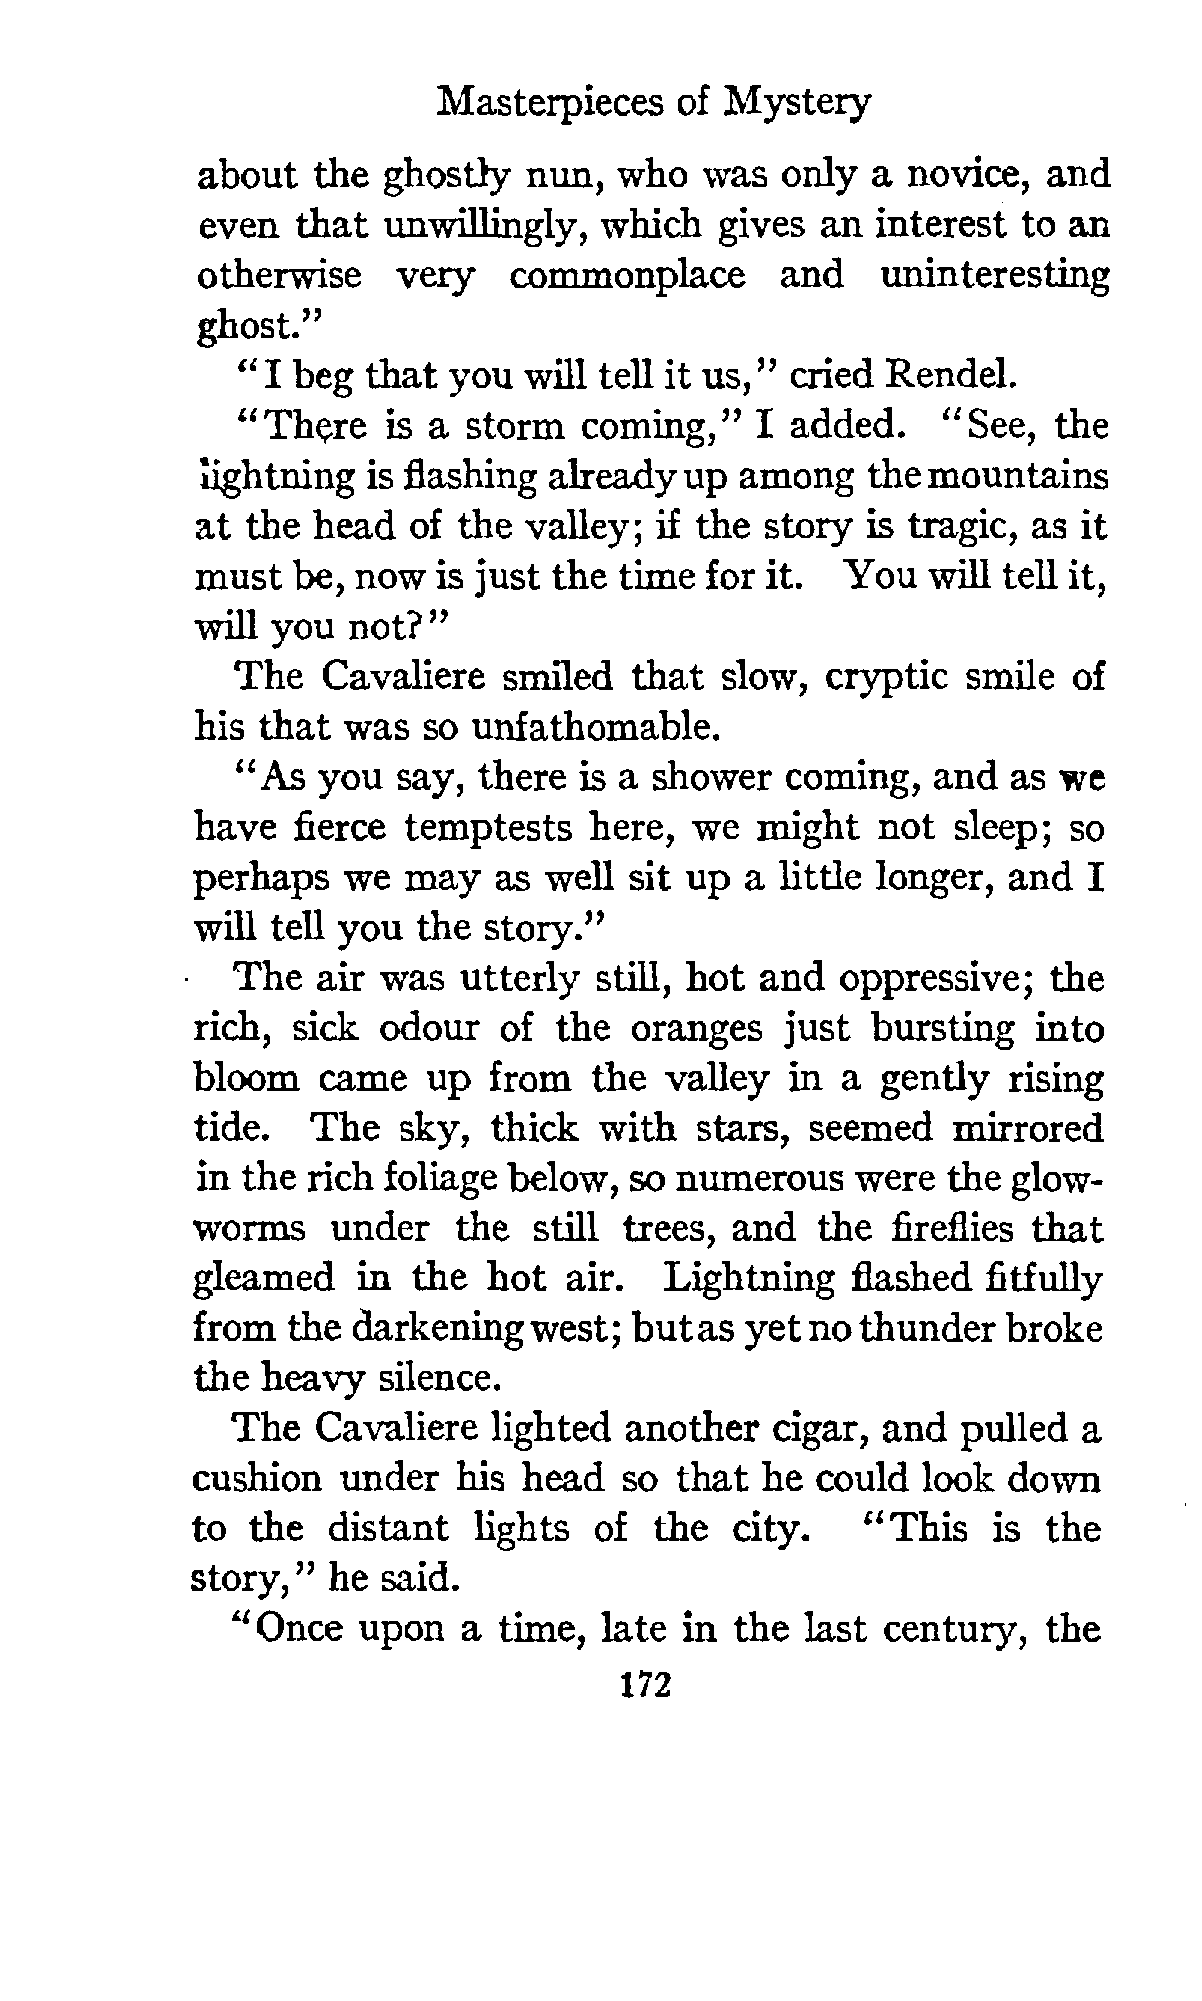 Masterpieces of Mystery
about the ghostly nun, who was only a novice, and
even that unwillingly, which gives an interest to an
otherwise very commonplace and uninteresting
ghost."
"I beg that you will tell it us," cried Rendel.
"There is a storm coming," I added. "See, the
lightning is flashing already up among the mountains
at the head of the valley; if the story is tragic, as it
must be, now is just the time for it. You will tell it,
will you not?"
The Cavaliere smiled that slow, cryptic smile of
his that was so unfathomable.
"As you say, there is a shower coming, and as we
have fierce temptests here, we might not sleep; so
perhaps we may as well sit up a little longer, and I
will tell you the story."
The air was utterly still, hot and oppressive; the
rich, sick odour of the oranges just bursting into
bloom came up from the valley in a gently rising
tide. The sky, thick with stars, seemed mirrored
in the rich foliage below, so numerous were the glow-
worms under the still trees, and the fireflies that
gleamed in the hot air. Lightning flashed fitfully
from the darkening west; but as yet no thunder broke
the heavy silence.
The Cavaliere lighted another cigar, and pulled a
cushion under his head so that he could look down
to the distant lights of the city. "This is the
story," he said.
"Once upon a time, late in the last century, the
172